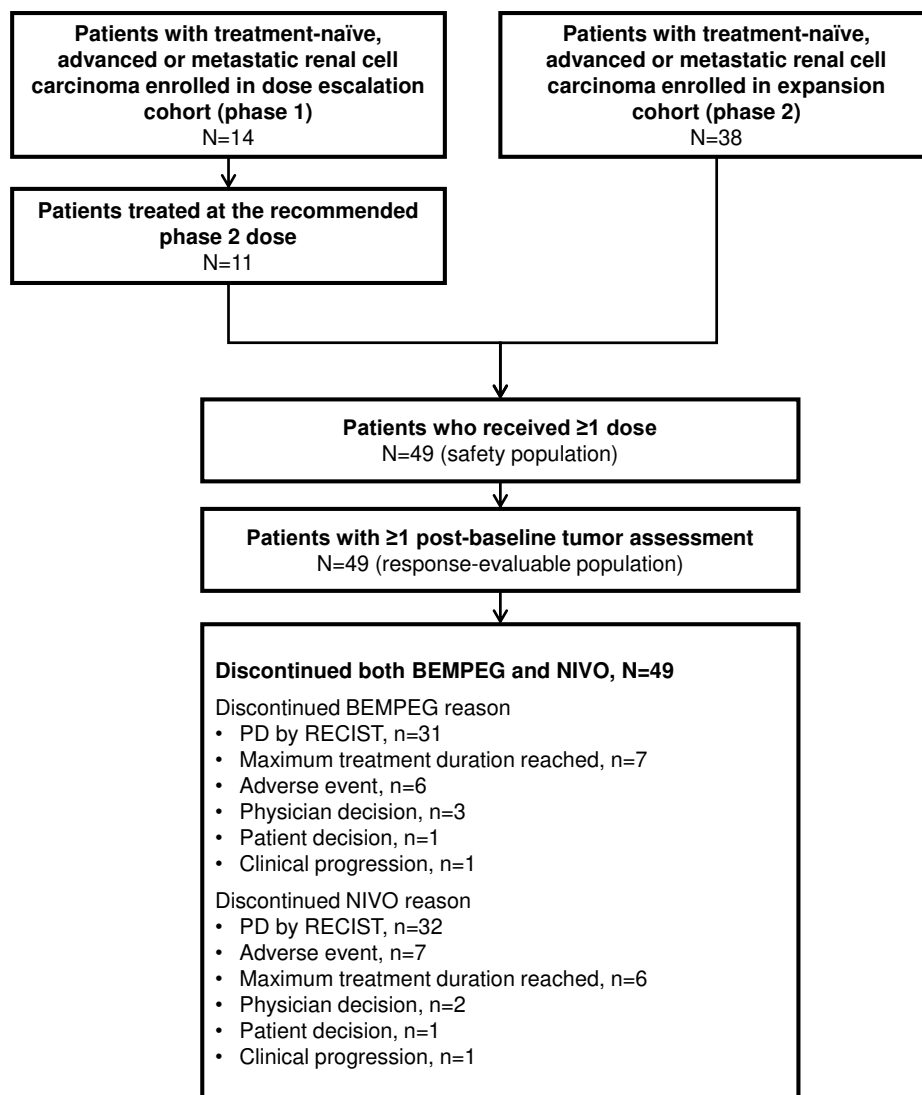 Patients with treatment-naïve,
advanced or metastatic renal cell
carcinoma enrolled in dose escalation
cohort (phase 1)
N=14
Patients with treatment-naïve,
advanced or metastatic renal cell
carcinoma enrolled in expansion
cohort (phase 2)
N=38
Patients treated at the recommended
phase 2 dose
N=11
Patients who received ≥1 dose
N=49 (safety population)
Patients with ≥1 post-baseline tumor assessment
N=49 (response-evaluable population)
Discontinued both BEMPEG and NIVO, N=49
Discontinued BEMPEG reason
• PD by RECIST, n=31
• Maximum treatment duration reached, n=7
• Adverse event, n=6
• Physician decision, n=3
• Patient decision, n=1
• Clinical progression, n=1
Discontinued NIVO reason
• PD by RECIST, n=32
• Adverse event, n=7
• Maximum treatment duration reached, n=6
• Physician decision, n=2
• Patient decision, n=1
• Clinical progression, n=1